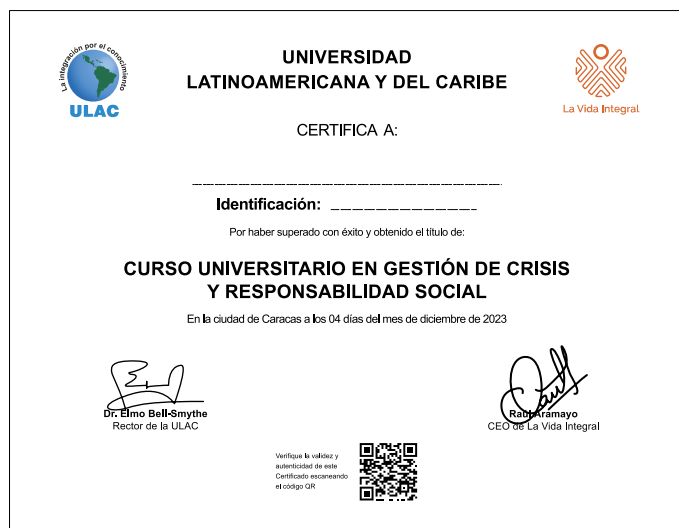 La integración por el conocimiento
ULAC
UNIVERSIDAD
LATINOAMERICANA Y DEL CARIBE
La Vida Integral
CERTIFICA A:
Identificación:
Por haber superado con éxito y obtenido el título de:
CURSO UNIVERSITARIO EN GESTIÓN DE CRISIS
Y RESPONSABILIDAD SOCIAL
En la ciudad de Caracas a los 04 días del mes de diciembre de 2023
Dr. Elmo Bell-Smythe
Rector de la ULAC
Raúl Aramayo
CEO de La Vida Integral
Verifique la validez y
autenticidad de este
Certificado escaneando
el código QR